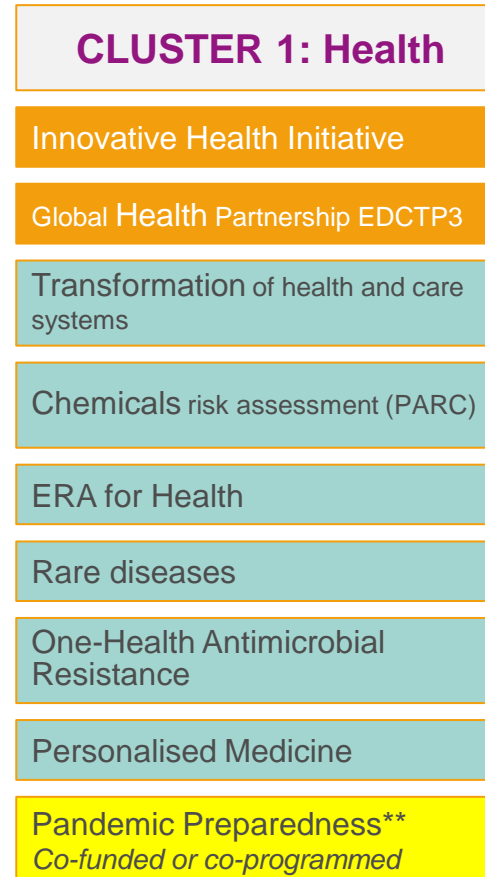 CLUSTER 1: Health
Innovative Health Initiative
Global Health Partnership EDCTP3
Transformation of health and care
systems
Chemicals risk assessment (PARC)
ERA for Health
Rare diseases
One-Health Antimicrobial
Resistance
Personalised Medicine
Pandemic Preparedness**
Co-funded or co-programmed